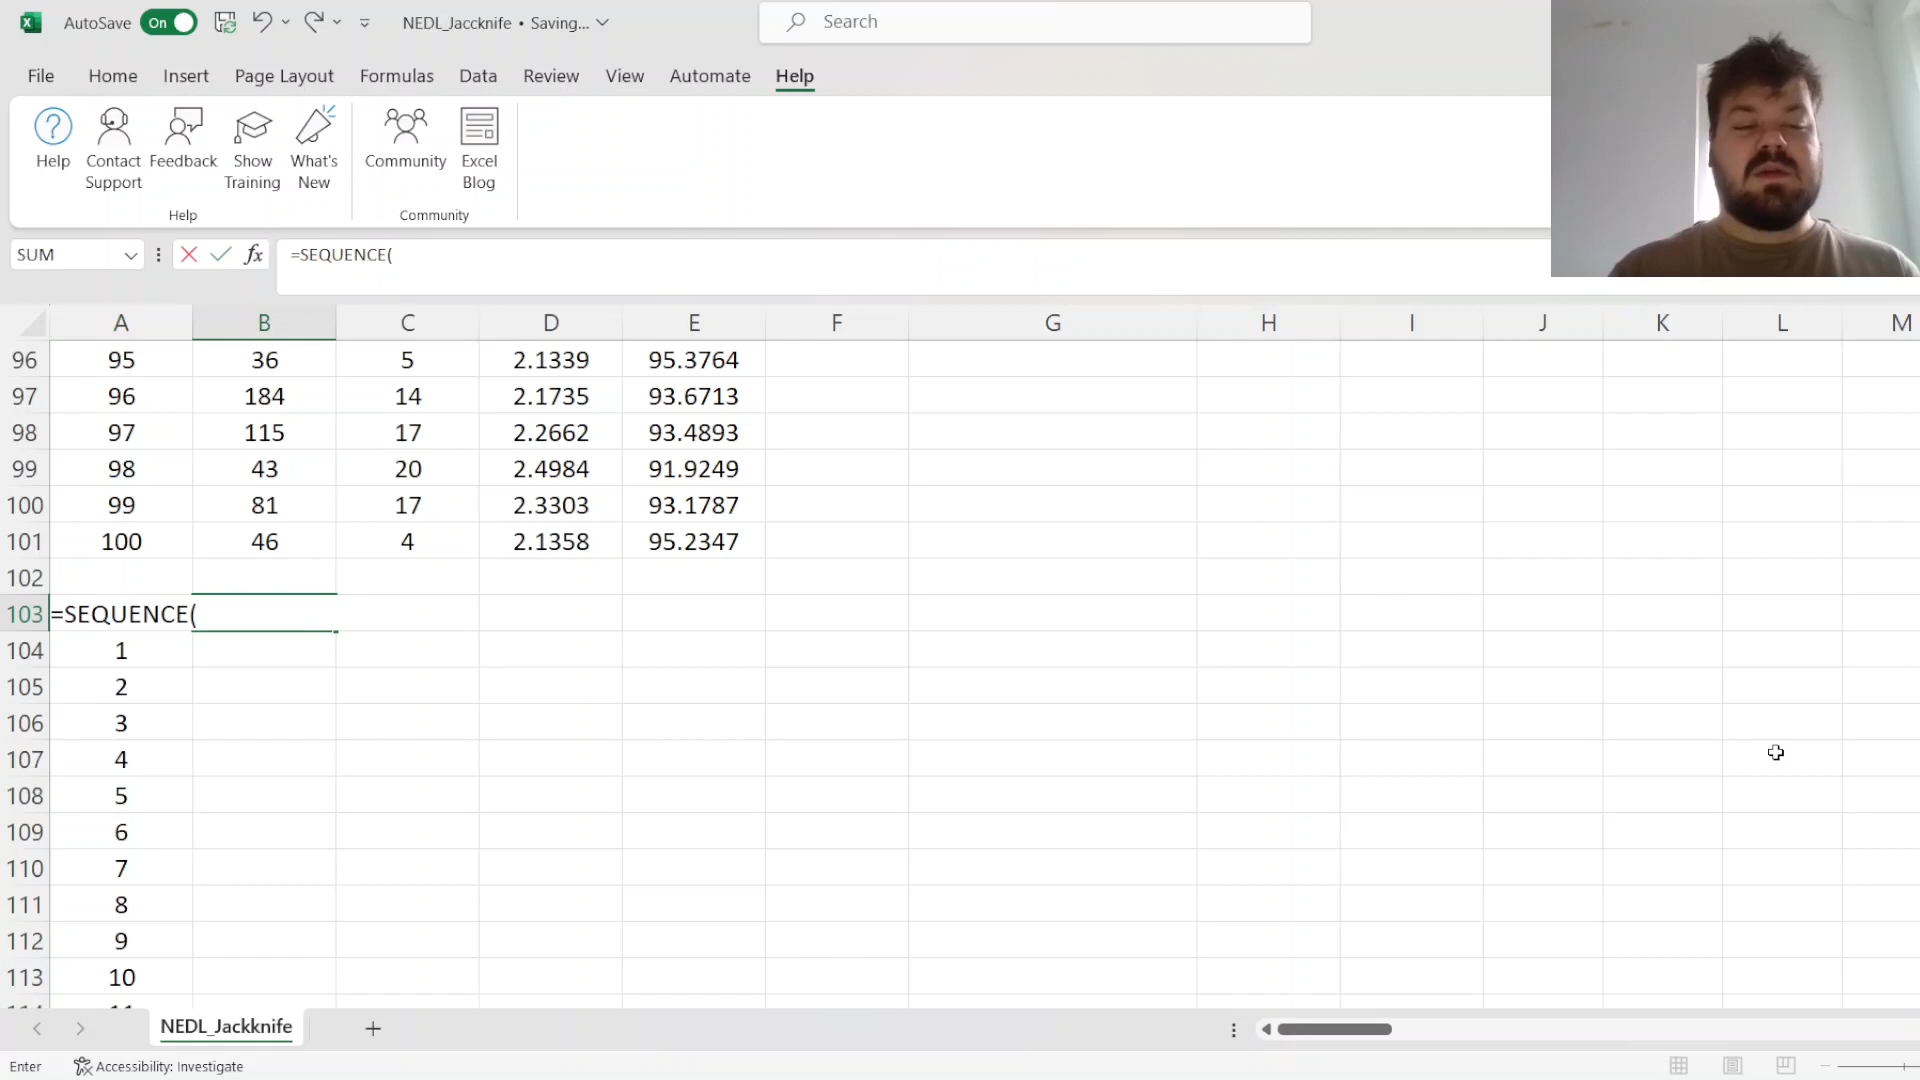 AutoSave On NEDL_Jaccknife • Saving... Search
File Home Insert Page Layout Formulas Data Review View Automate Help
Help Contact Support Feedback Show Training What's New Community Excel Blog
Help Community
SUM fx =SEQUENCE(
A B C D E F G H I J K L M
96 95 36 5 2.1339 95.3764
97 96 184 14 2.1735 93.6713
98 97 115 17 2.2662 93.4893
99 98 43 20 2.4984 91.9249
100 99 81 17 2.3303 93.1787
101 100 46 4 2.1358 95.2347
102
103 =SEQUENCE(
104 1
105 2
106 3
107 4
108 5
109 6
110 7
111 8
112 9
113 10
NEDL_Jackknife
Enter Accessibility: Investigate